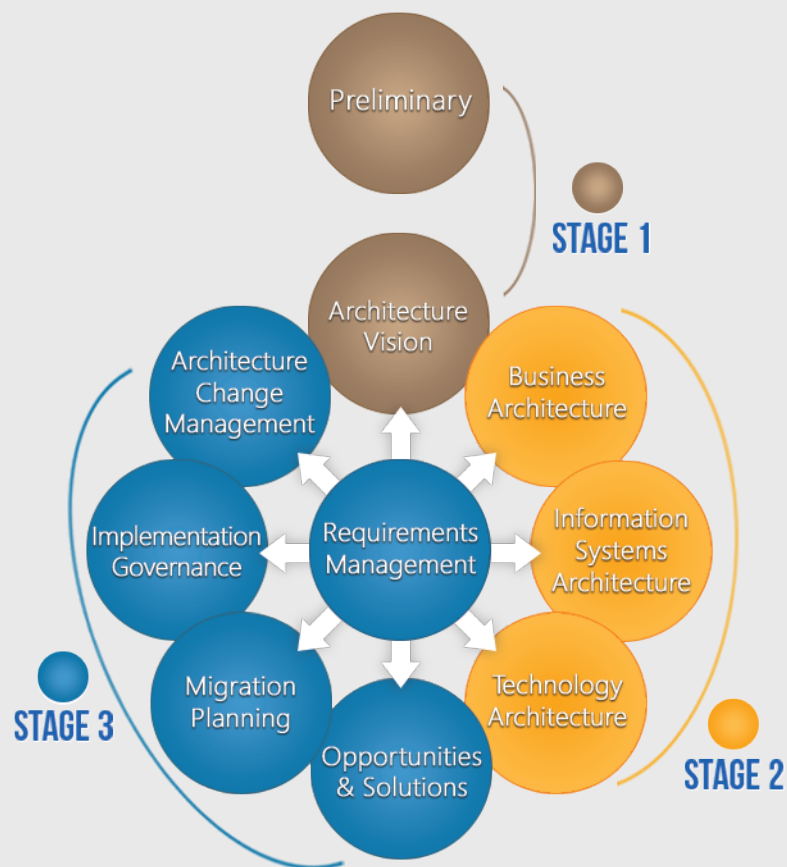 Preliminary
STAGE 1
Architecture
Vision
Architecture
Change
Management
Business
Architecture
Implementation
Governance
Requirements
Management
Information
Systems
Architecture
Migration
Planning
Technology
Architecture
STAGE 3
Opportunities
& Solutions
STAGE 2